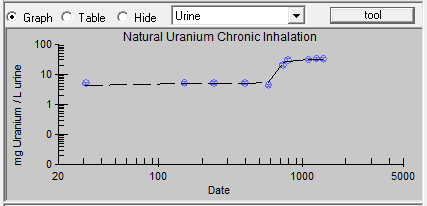 Graph Table Hide Urine tool
Natural Uranium Chronic Inhalation
mg Uranium / L urine
100
10
1
0
0
20 100 1000 5000
Date